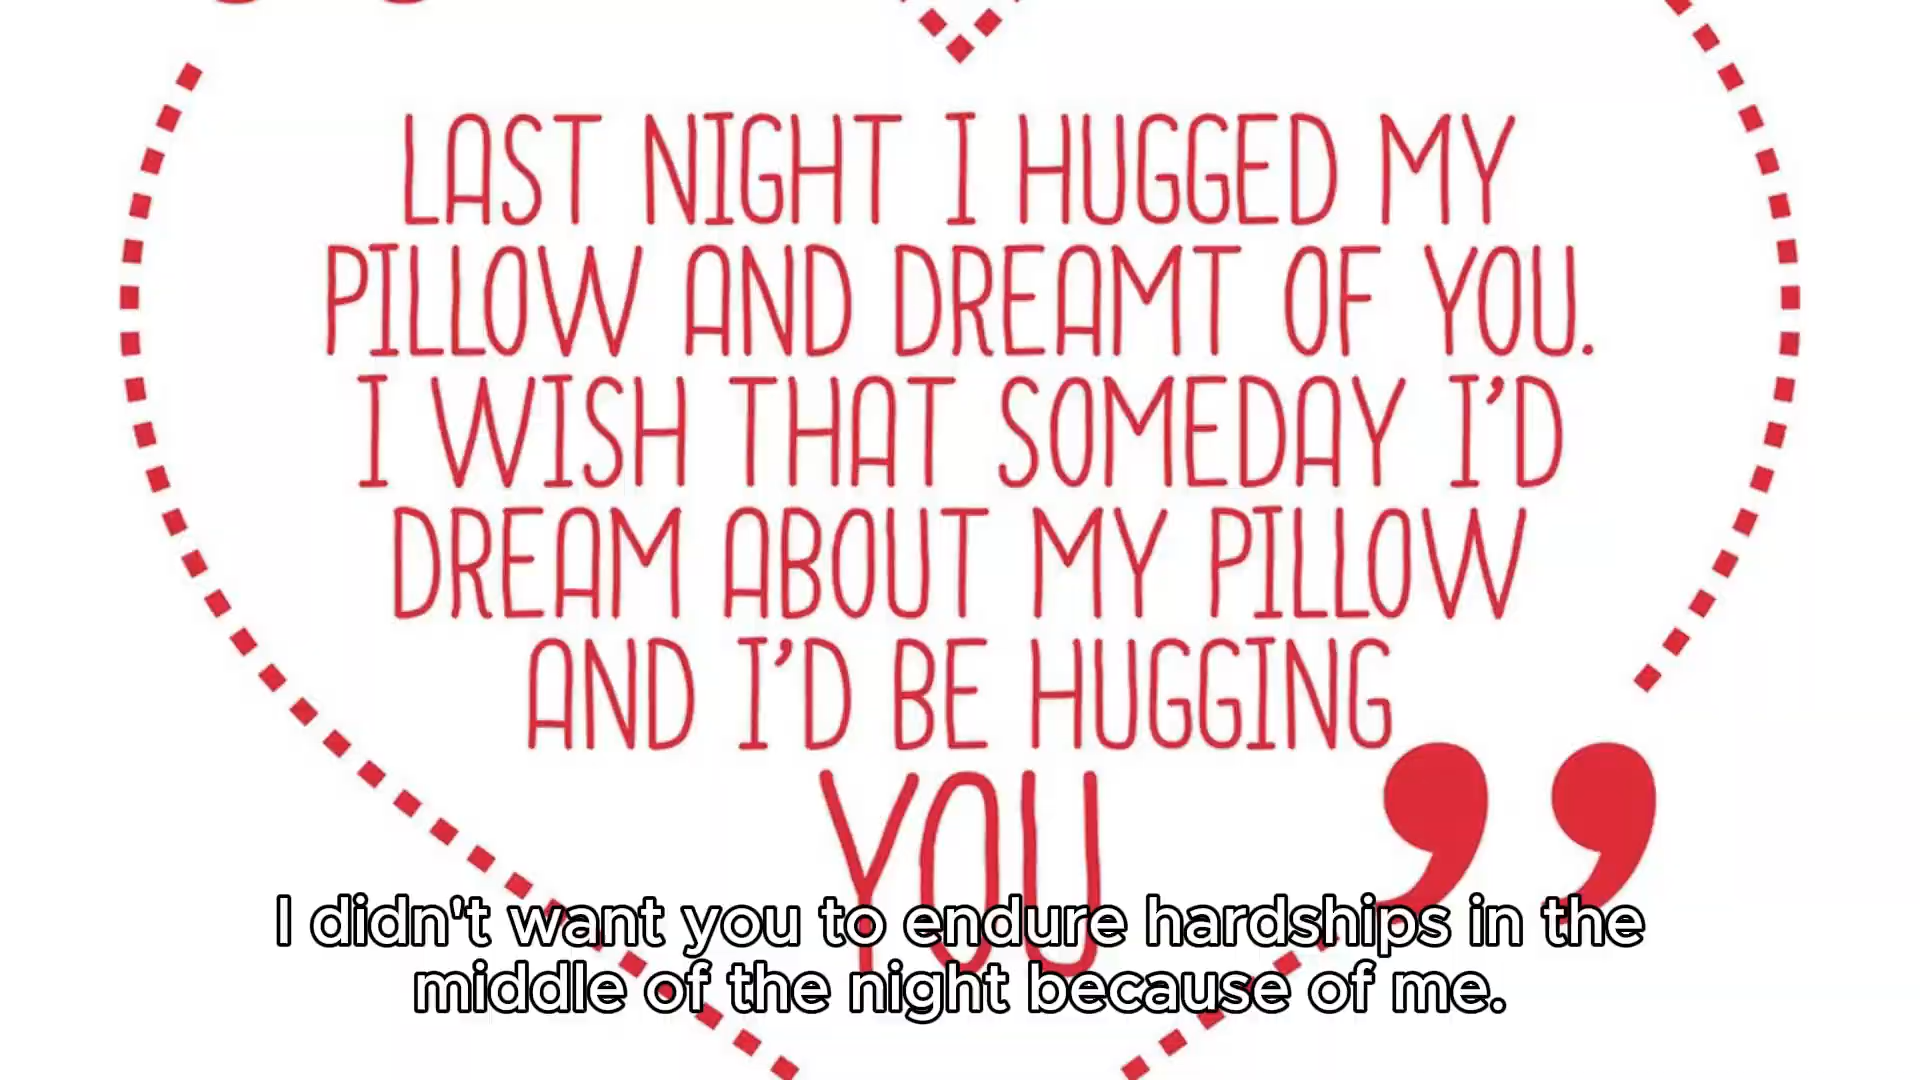 LAST NIGHT I HUGGED MY
PILLOW AND DREAMT OF YOU.
I WISH THAT SOMEDAY I'D
DREAM ABOUT MY PILLOW
AND I'D BE HUGGING
YOU
"
I didn't want you to endure hardships in the
middle of the night because of me.